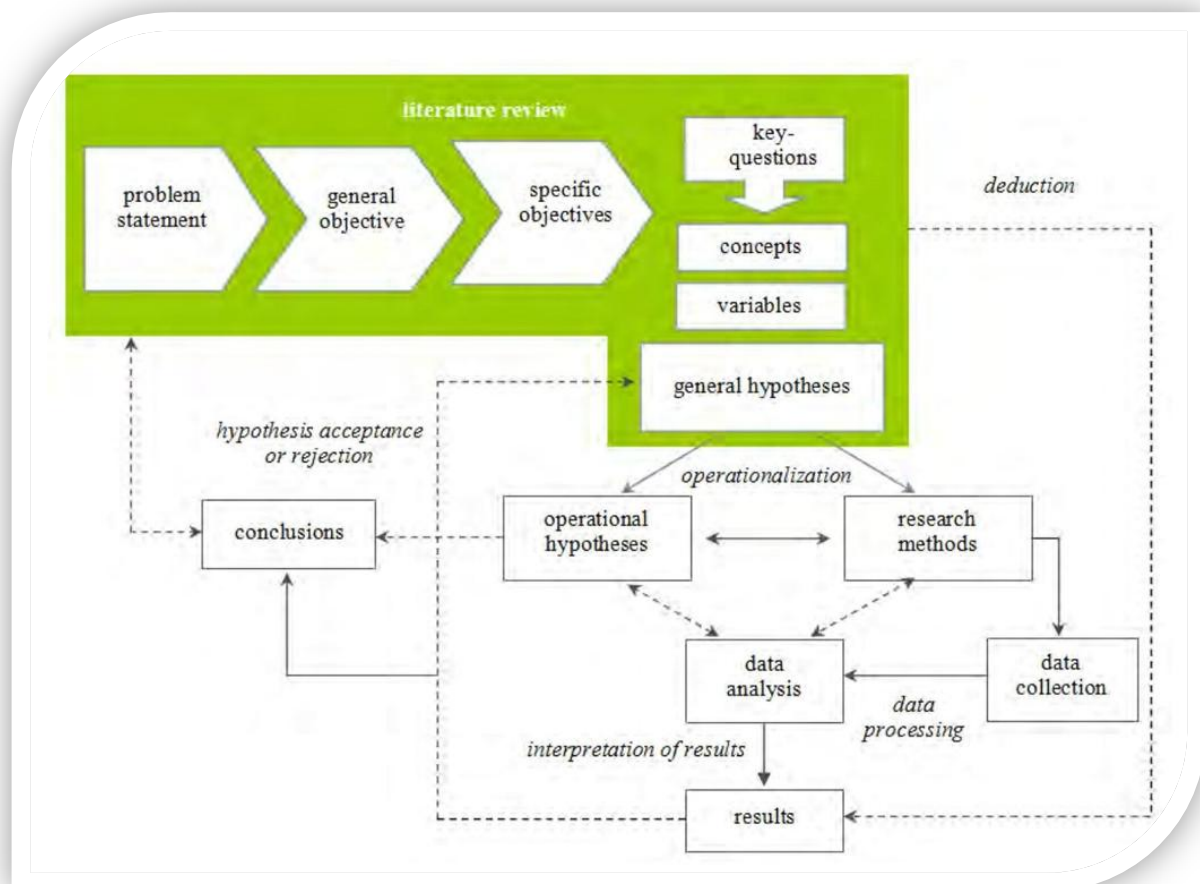 literature review
problem
statement
general
objective
specific
objectives
key-
questions
concepts
variables
general hypotheses
deduction
hypothesis acceptance
or rejection
operationalization
conclusions
operational
hypotheses
research
methods
data
analysis
data
collection
data
processing
interpretation of results
results